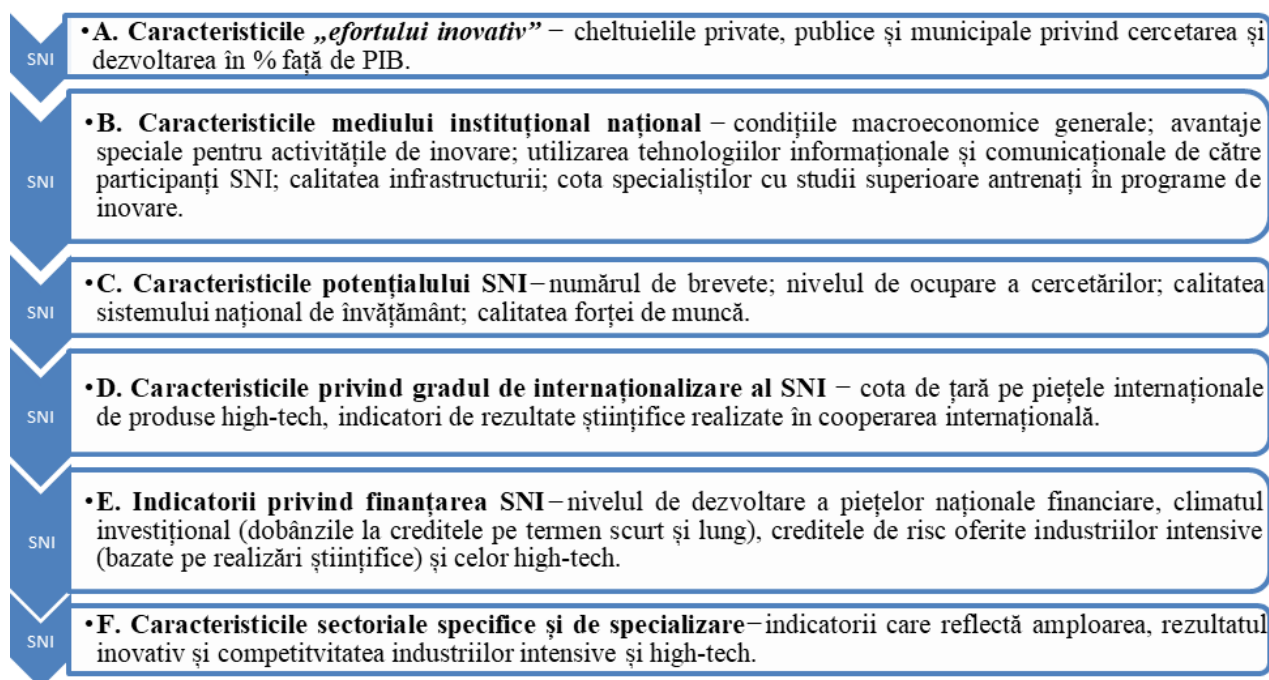 SNI
•A. Caracteristicile „efortului inovativ” − cheltuielile private, publice și municipale privind cercetarea și
dezvoltarea în % față de PIB.
SNI
•B. Caracteristicile mediului instituțional național − condițiile macroeconomice generale; avantaje
speciale pentru activitățile de inovare; utilizarea tehnologiilor informaționale și comunicaționale de către
participanți SNI; calitatea infrastructurii; cota specialiștilor cu studii superioare antrenați în programe de
inovare.
SNI
•C. Caracteristicile potențialului SNI−numărul de brevete; nivelul de ocupare a cercetărilor; calitatea
sistemului național de învățământ; calitatea forței de muncă.
SNI
•D. Caracteristicile privind gradul de internaționalizare al SNI − cota de țară pe piețele internaționale
de produse high-tech, indicatori de rezultate științifice realizate în cooperarea internațională.
SNI
•E. Indicatorii privind finanțarea SNI−nivelul de dezvoltare a piețelor naționale financiare, climatul
investițional (dobânzile la creditele pe termen scurt și lung), creditele de risc oferite industriilor intensive
(bazate pe realizări științifice) și celor high-tech.
SNI
•F. Caracteristicile sectoriale specifice și de specializare−indicatorii care reflectă amploarea, rezultatul
inovativ și competitvitatea industriilor intensive și high-tech.